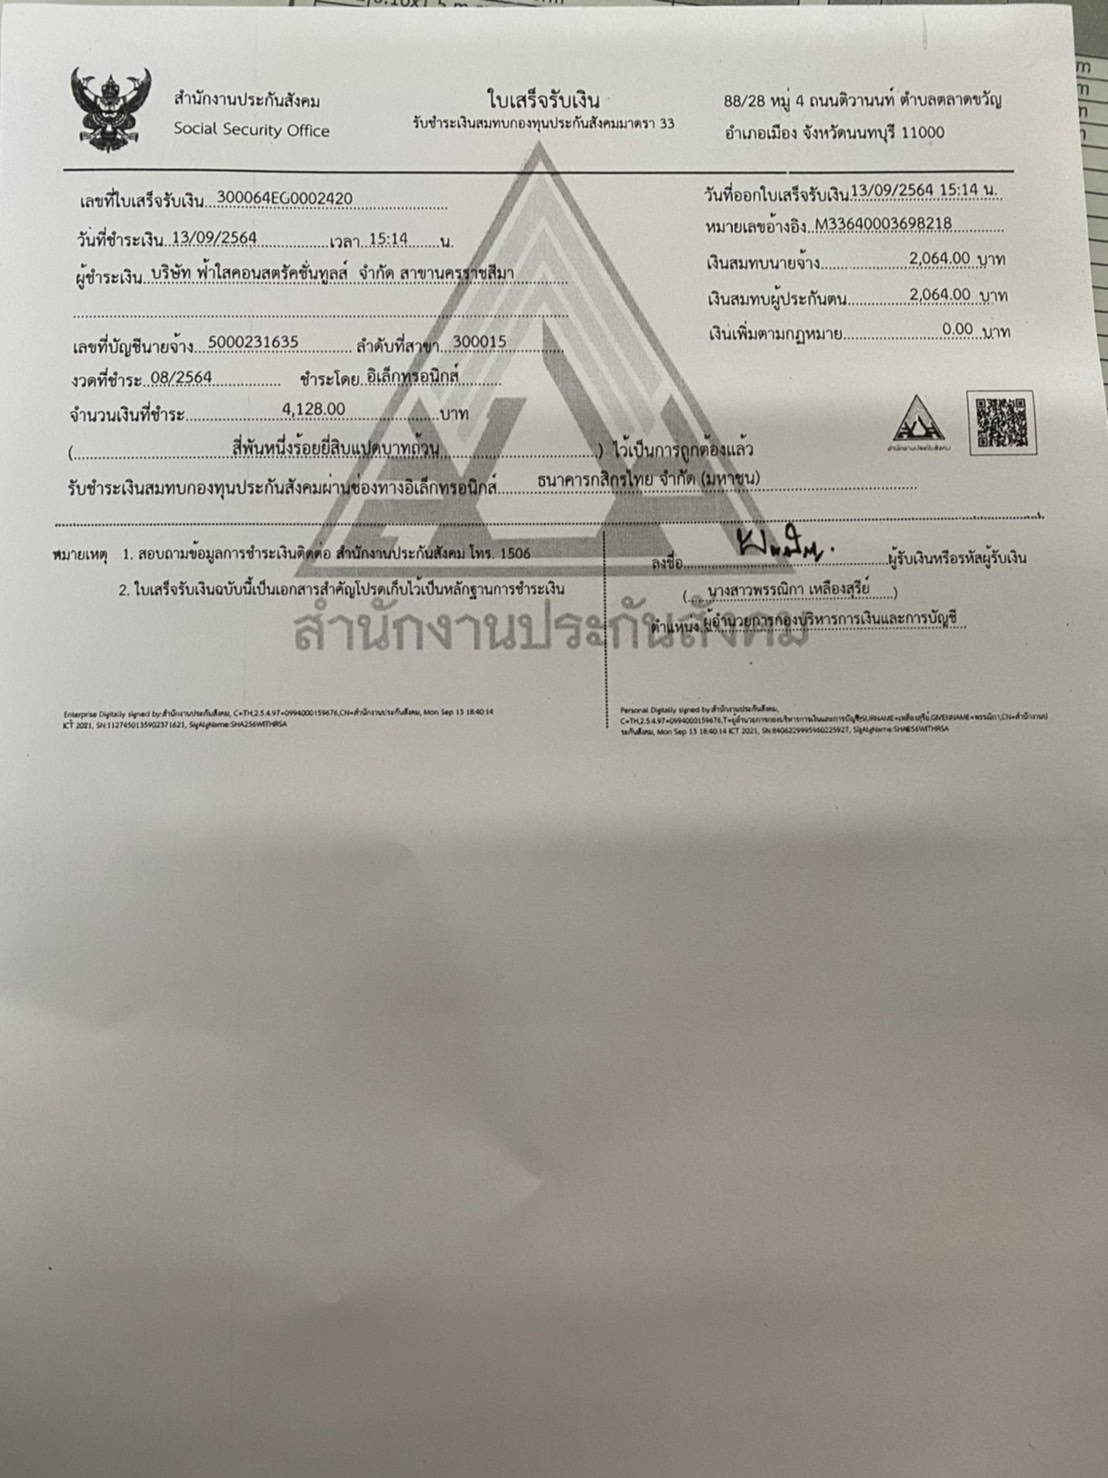 สำนักงานประกันสังคม
Social Security Office
ใบเสร็จรับเงิน
รับชำระเงินสมทบกองทุนประกันสังคมมาตรา 33
88/28 หมู่ 4 ถนนติวานนท์ ตำบลตลาดขวัญ
อำเภอเมือง จังหวัดนนทบุรี 11000
เลขที่ใบเสร็จรับเงิน 300064EG0002420
วันที่ออกใบเสร็จรับเงิน 13/09/2564 15:14 น.
วันที่ชำระเงิน 13/09/2564 เวลา 15:14 น.
หมายเลขอ้างอิง M33640003698218
ผู้ชำระเงิน บริษัท ฟ้าใสคอนสตรัคชั่นทูลส์ จำกัด สาขานครราชสีมา
เงินสมทบนายจ้าง 2,064.00 บาท
เงินสมทบผู้ประกันตน 2,064.00 บาท
เลขที่บัญชีนายจ้าง 5000231635 ลำดับที่สาขา 300015
เงินเพิ่มตามกฎหมาย 0.00 บาท
งวดที่ชำระ 08/2564 ชำระโดย อิเล็กทรอนิกส์
จำนวนเงินที่ชำระ 4,128.00 บาท
(สี่พันหนึ่งร้อยยี่สิบแปดบาทถ้วน) ไว้เป็นการถูกต้องแล้ว
สำนักงานประกันสังคม
รับชำระเงินสมทบกองทุนประกันสังคมผ่านช่องทางอิเล็กทรอนิกส์ ธนาคารกสิกรไทย จำกัด (มหาชน)
หมายเหตุ 1. สอบถามข้อมูลการชำระเงินติดต่อ สำนักงานประกันสังคม โทร. 1506
2. ใบเสร็จรับเงินฉบับนี้เป็นเอกสารสำคัญโปรดเก็บไว้เป็นหลักฐานการชำระเงิน
ลงชื่อ ผู้รับเงินหรือรหัสผู้รับเงิน
(นางสาวพรรณิกา เหลืองสุรีย์)
ตำแหน่ง ผู้อำนวยการกองบริหารการเงินและการบัญชี
สำนักงานประกันสังคม
Enterprise Digitally signed by:สำนักงานประกันสังคม, C=TH,2.5.4.97=0994000159676,CN=สำนักงานประกันสังคม, Mon Sep 13 18:40:14
ICT 2021, SN:1127450135902371621, SigAlgName:SHA256WITHRSA
Personal Digitally signed by:สำนักงานประกันสังคม,
C=TH,2.5.4.97=0994000159676,T=ผู้อำนวยการกองบริหารการเงินและการบัญชี,SURNAME=เหลืองสุรีย์,GIVENNAME=พรรณิกา,CN=สำนักงานป
ระกันสังคม, Mon Sep 13 18:40:14 ICT 2021, SN:8406229995960225927, SigAlgName:SHA256WITHRSA